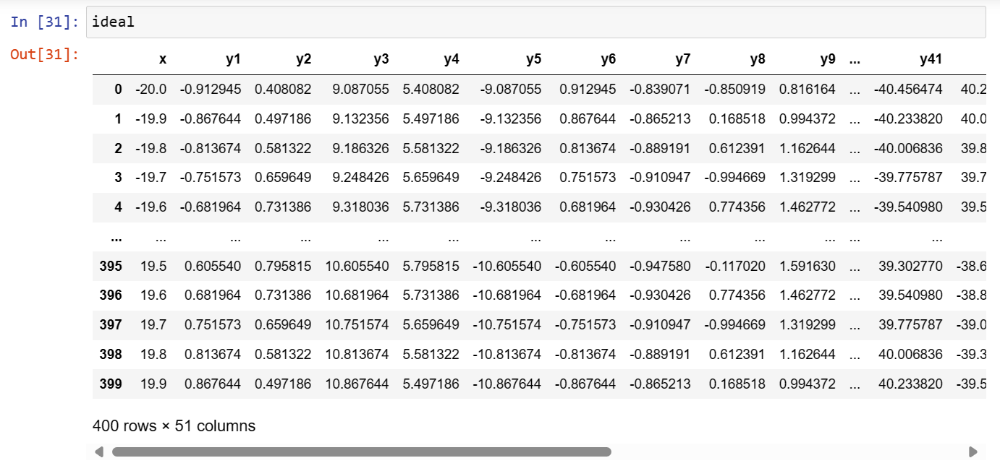 In [31]: ideal
Out[31]:
x y1 y2 y3 y4 y5 y6 y7 y8 y9 ... y41
0 -20.0 -0.912945 0.408082 9.087055 5.408082 -9.087055 0.912945 -0.839071 -0.850919 0.816164 ... -40.456474 40.2
1 -19.9 -0.867644 0.497186 9.132356 5.497186 -9.132356 0.867644 -0.865213 0.168518 0.994372 ... -40.233820 40.0
2 -19.8 -0.813674 0.581322 9.186326 5.581322 -9.186326 0.813674 -0.889191 0.612391 1.162644 ... -40.006836 39.8
3 -19.7 -0.751573 0.659649 9.248426 5.659649 -9.248426 0.751573 -0.910947 -0.994669 1.319299 ... -39.775787 39.7
4 -19.6 -0.681964 0.731386 9.318036 5.731386 -9.318036 0.681964 -0.930426 0.774356 1.462772 ... -39.540980 39.5
... ... ... ... ... ... ... ... ... ... ... ... ...
395 19.5 0.605540 0.795815 10.605540 5.795815 -10.605540 -0.605540 -0.947580 -0.117020 1.591630 ... 39.302770 -38.6
396 19.6 0.681964 0.731386 10.681964 5.731386 -10.681964 -0.681964 -0.930426 0.774356 1.462772 ... 39.540980 -38.8
397 19.7 0.751573 0.659649 10.751574 5.659649 -10.751574 -0.751573 -0.910947 -0.994669 1.319299 ... 39.775787 -39.0
398 19.8 0.813674 0.581322 10.813674 5.581322 -10.813674 -0.813674 -0.889191 0.612391 1.162644 ... 40.006836 -39.3
399 19.9 0.867644 0.497186 10.867644 5.497186 -10.867644 -0.867644 -0.865213 0.168518 0.994372 ... 40.233820 -39.5
400 rows × 51 columns